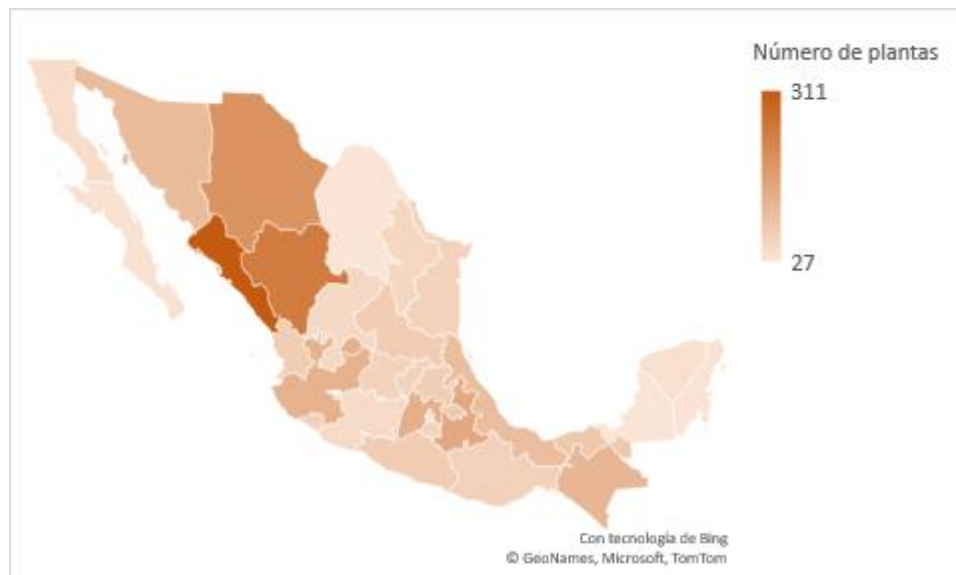 Número de plantas
311
27
Con tecnología de Bing
© GeoNames, Microsoft, TomTom